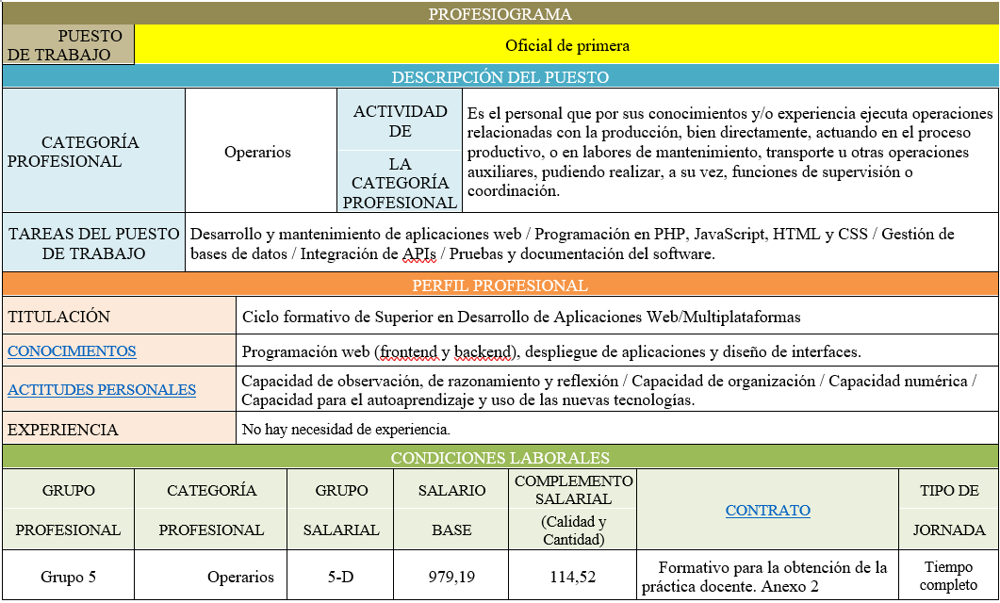 PROFESIOGRAMA
PUESTO
DE TRABAJO
Oficial de primera
DESCRIPCIÓN DEL PUESTO
CATEGORÍA
PROFESIONAL
Operarios
ACTIVIDAD
DE
LA
CATEGORÍA
PROFESIONAL
Es el personal que por sus conocimientos y/o experiencia ejecuta operaciones
relacionadas con la producción, bien directamente, actuando en el proceso
productivo, o en labores de mantenimiento, transporte u otras operaciones
auxiliares, pudiendo realizar, a su vez, funciones de supervisión o
coordinación.
TAREAS DEL PUESTO
DE TRABAJO
Desarrollo y mantenimiento de aplicaciones web / Programación en PHP, JavaScript, HTML y CSS / Gestión de
bases de datos / Integración de APIs / Pruebas y documentación del software.
PERFIL PROFESIONAL
TITULACIÓN
Ciclo formativo de Superior en Desarrollo de Aplicaciones Web/Multiplataformas
CONOCIMIENTOS
Programación web (frontend y backend), despliegue de aplicaciones y diseño de interfaces.
ACTITUDES PERSONALES
Capacidad de observación, de razonamiento y reflexión / Capacidad de organización / Capacidad numérica /
Capacidad para el autoaprendizaje y uso de las nuevas tecnologías.
EXPERIENCIA
No hay necesidad de experiencia.
CONDICIONES LABORALES
GRUPO
PROFESIONAL
CATEGORÍA
PROFESIONAL
GRUPO
SALARIAL
SALARIO
BASE
COMPLEMENTO
SALARIAL
(Calidad y
Cantidad)
CONTRATO
TIPO DE
JORNADA
Grupo 5
Operarios
5-D
979,19
114,52
Formativo para la obtención de la
práctica docente. Anexo 2
Tiempo
completo